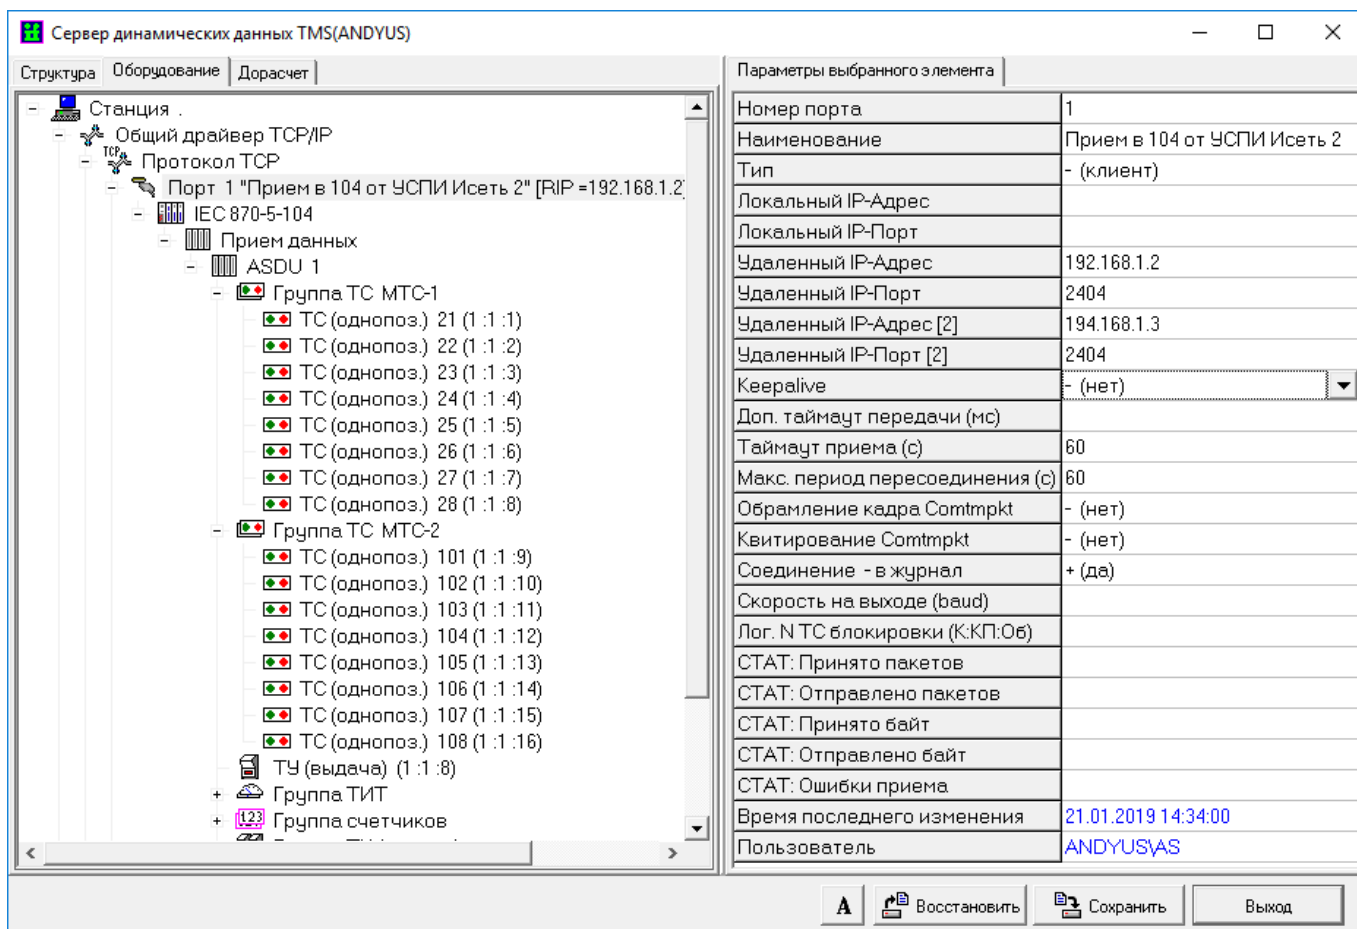 Сервер динамических данных TMS(ANDYUS)
Структура Оборудование Дорасчет
Параметры выбранного элемента
Станция .
Общий драйвер TCP/IP
TCP
Протокол TCP
Порт 1 "Прием в 104 от УСПИ Исеть 2" [RIP =192.168.1.2
IEC 870-5-104
Прием данных
ASDU 1
Группа ТС МТС-1
ТС (однопоз.) 21 (1 :1 :1)
ТС (однопоз.) 22 (1 :1 :2)
ТС (однопоз.) 23 (1 :1 :3)
ТС (однопоз.) 24 (1 :1 :4)
ТС (однопоз.) 25 (1 :1 :5)
ТС (однопоз.) 26 (1 :1 :6)
ТС (однопоз.) 27 (1 :1 :7)
ТС (однопоз.) 28 (1 :1 :8)
Группа ТС МТС-2
ТС (однопоз.) 101 (1 :1 :9)
ТС (однопоз.) 102 (1 :1 :10)
ТС (однопоз.) 103 (1 :1 :11)
ТС (однопоз.) 104 (1 :1 :12)
ТС (однопоз.) 105 (1 :1 :13)
ТС (однопоз.) 106 (1 :1 :14)
ТС (однопоз.) 107 (1 :1 :15)
ТС (однопоз.) 108 (1 :1 :16)
ТУ (выдача) (1 :1 :8)
Группа ТИТ
123 Группа счетчиков
Номер порта 1
Наименование Прием в 104 от УСПИ Исеть 2
Тип - (клиент)
Локальный IP-Адрес
Локальный IP-Порт
Удаленный IP-Адрес 192.168.1.2
Удаленный IP-Порт 2404
Удаленный IP-Адрес [2] 194.168.1.3
Удаленный IP-Порт [2] 2404
Keepalive - (нет)
Доп. таймаут передачи (мс)
Таймаут приема (с) 60
Макс. период пересоединения (с) 60
Обрамление кадра Comtmpkt - (нет)
Квитирование Comtmpkt - (нет)
Соединение - в журнал + (да)
Скорость на выходе (baud)
Лог. N ТС блокировки (К:КП:Об)
СТАТ: Принято пакетов
СТАТ: Отправлено пакетов
СТАТ: Принято байт
СТАТ: Отправлено байт
СТАТ: Ошибки приема
Время последнего изменения 21.01.2019 14:34:00
Пользователь ANDYUS\AS
A Восстановить Сохранить Выход